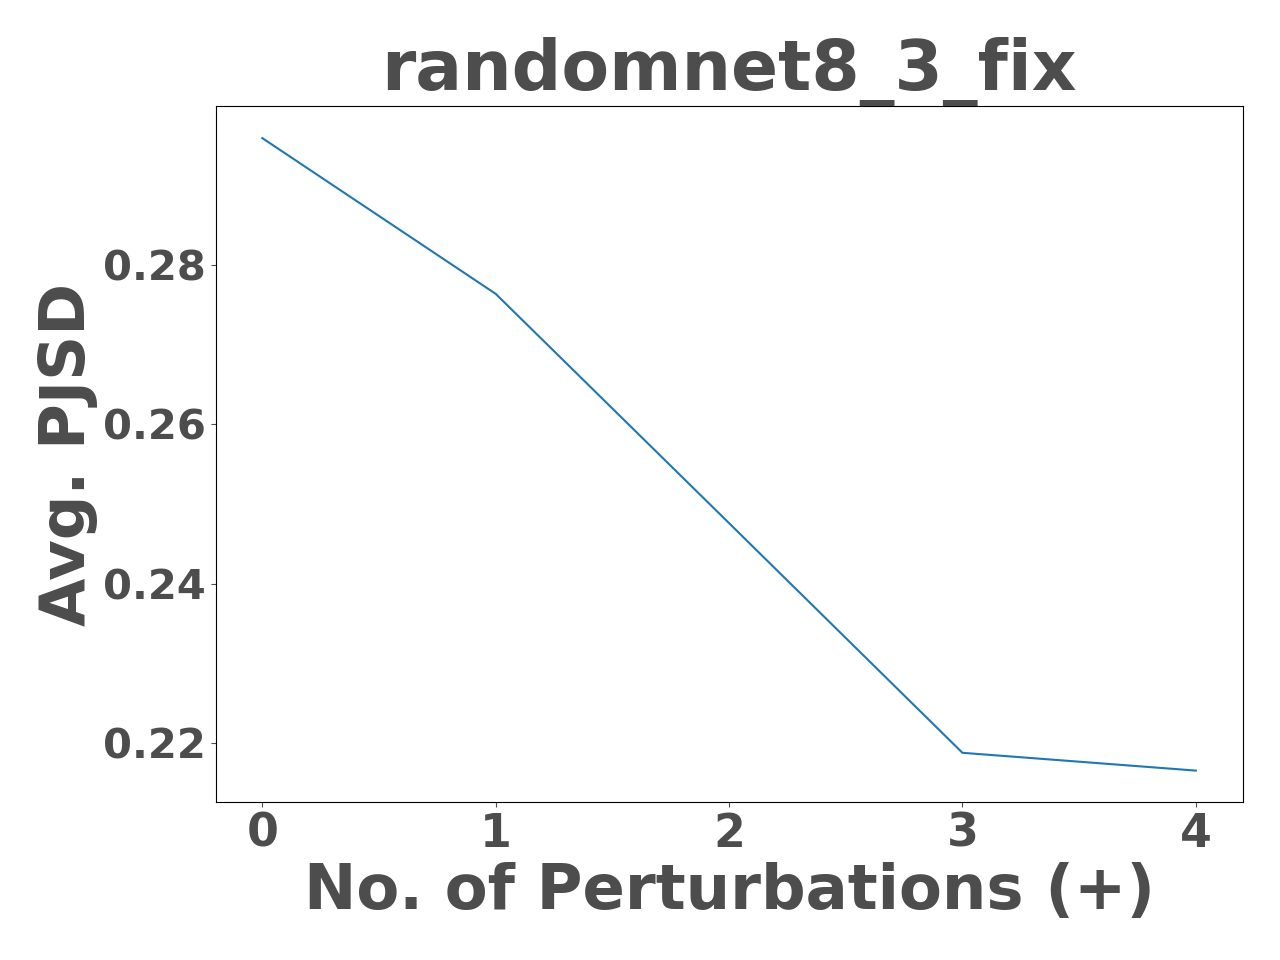 randomnet8_3_fix
Avg. PJSD
0.28
0.26
0.24
0.22
0 1 2 3 4
No. of Perturbations (+)